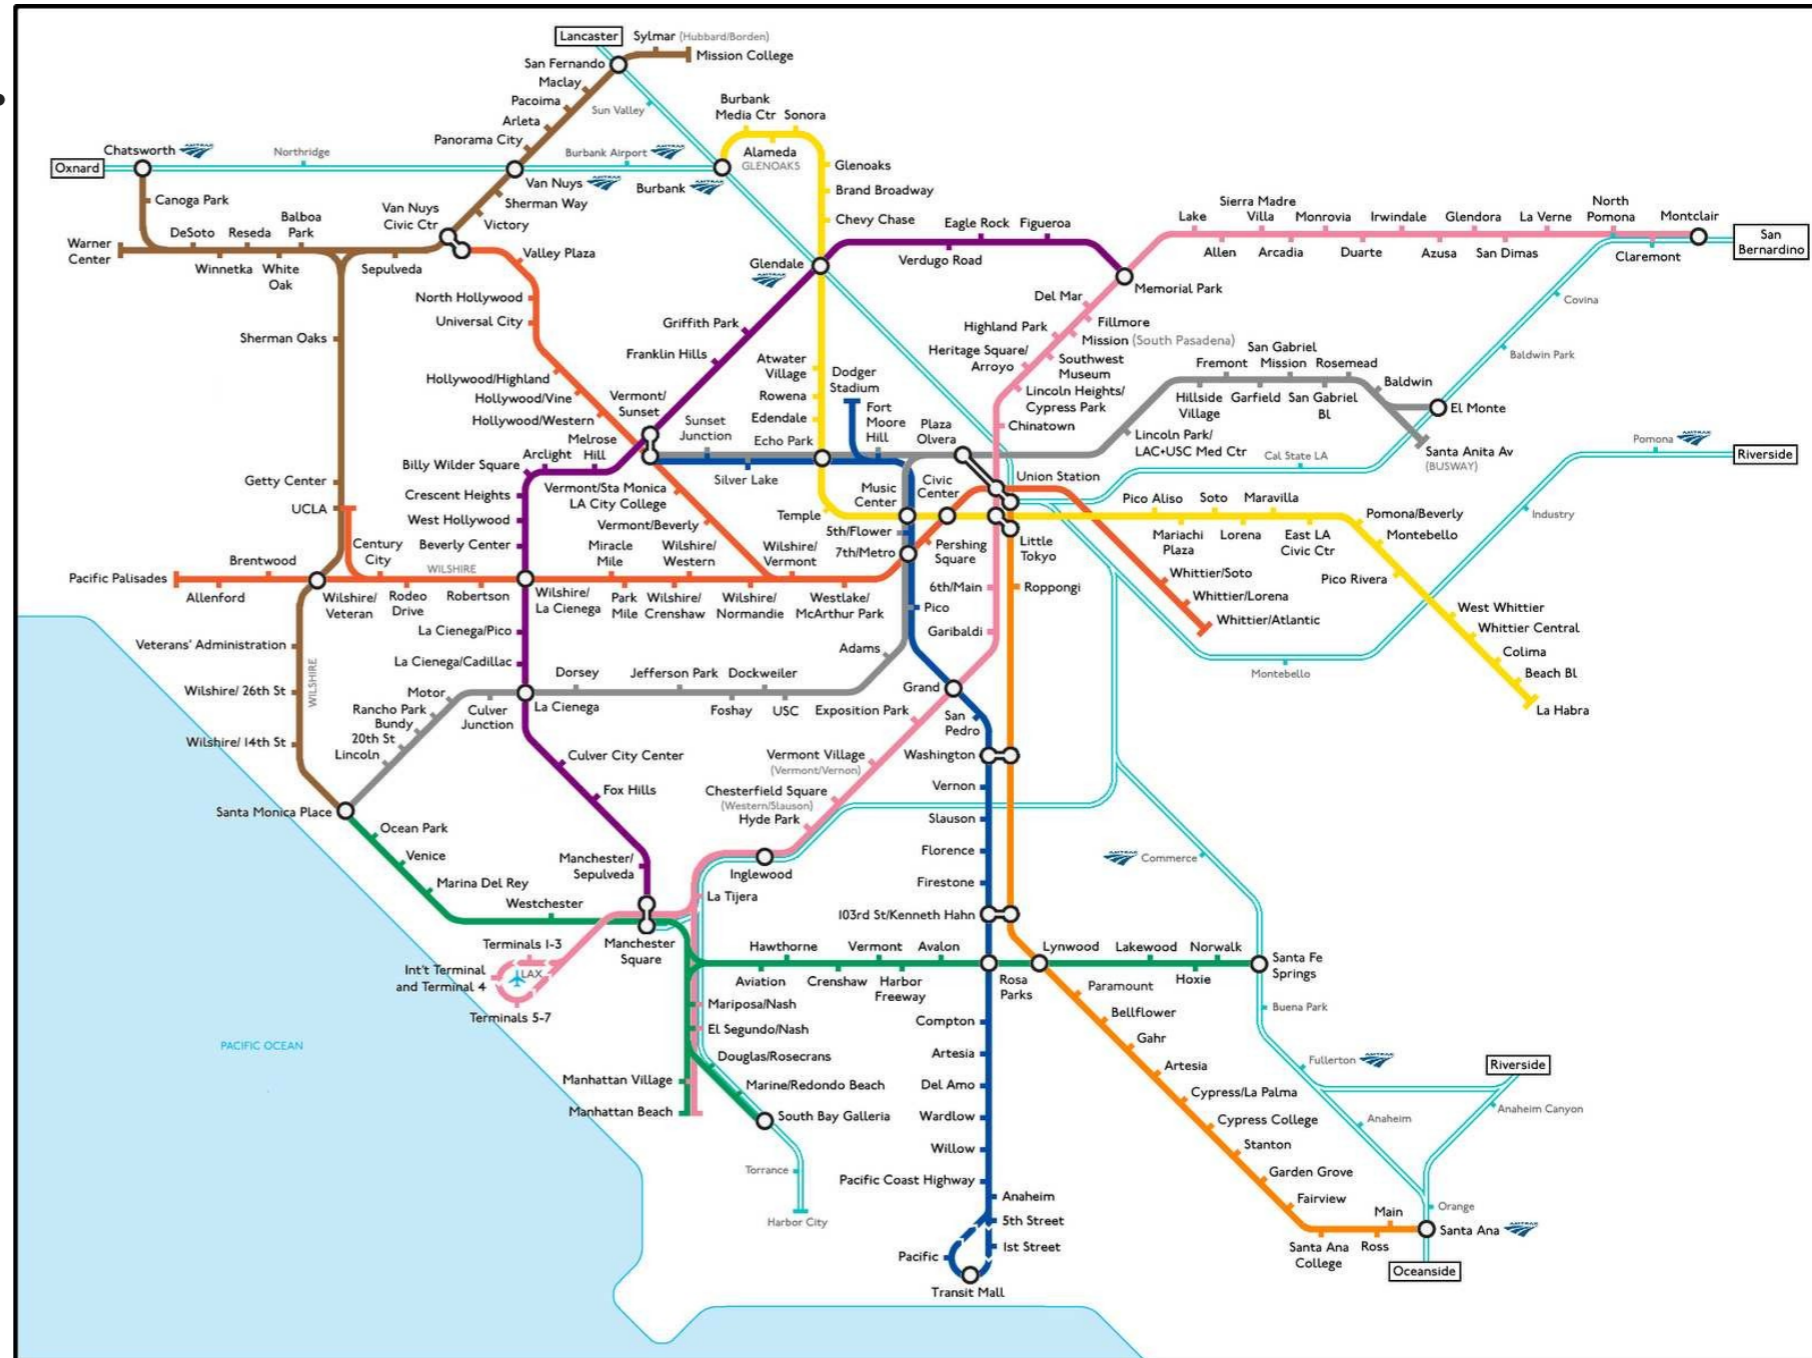 Lancaster
Sylmar (Hubbard/Borden)
Mission College
San Fernando
Maclay
Pacoima
Arleta
Panorama City
Sun Valley
Burbank
Media Ctr
Sonora
Alameda
GLENOAKS
Oxnard
Chatsworth
AMTRAK
Northridge
Burbank Airport
AMTRAK
Van Nuys
AMTRAK
Burbank
AMTRAK
Glenoaks
Brand Broadway
Chevy Chase
Canoga Park
Sherman Way
Victory
Van Nuys
Civic Ctr
Warner
Center
DeSoto
Reseda
Balboa
Park
Winnetka
White
Oak
Sepulveda
Valley Plaza
North Hollywood
Universal City
Sherman Oaks
Glendale
AMTRAK
Eagle Rock
Figueroa
Verdugo Road
Memorial Park
Lake
Sierra Madre
Villa
Monrovia
Irwindale
Glendora
La Verne
North
Pomona
Montclair
Allen
Arcadia
Duarte
Azusa
San Dimas
Claremont
San
Bernardino
Covina
Baldwin Park
Del Mar
Highland Park
Fillmore
Mission (South Pasadena)
Heritage Square/
Arroyo
Southwest
Museum
Lincoln Heights/
Cypress Park
Chinatown
Griffith Park
Franklin Hills
Hollywood/Highland
Hollywood/Vine
Hollywood/Western
Vermont/
Sunset
Atwater
Village
Rowena
Edendale
Dodger
Stadium
Fort
Moore
Hill
Sunset
Junction
Echo Park
Silver Lake
Plaza
Olvera
Fremont
San Gabriel
Mission
Rosemead
Baldwin
Hillside
Village
Garfield
San Gabriel
Bl
El Monte
Lincoln Park/
LAC•USC Med Ctr
Santa Anita Av
(BUSWAY)
Cal State LA
Pomona
AMTRAK
Riverside
Industry
Melrose
Hill
Arclight
Billy Wilder Square
Crescent Heights
West Hollywood
Beverly Center
Vermont/Sta Monica
LA City College
Vermont/Beverly
Getty Center
UCLA
Century
City
WILSHIRE
Brentwood
Pacific Palisades
Allenford
Wilshire/
Veteran
Rodeo
Drive
Robertson
Wilshire/
La Cienega
Miracle
Mile
Park
Mile
Wilshire/
Western
Wilshire/
Crenshaw
Wilshire/
Normandie
Wilshire/
Vermont
Westlake/
McArthur Park
Music
Center
Civic
Center
Temple
5th/Flower
7th/Metro
Pershing
Square
Union Station
Little
Tokyo
Pico Aliso
Soto
Maravilla
Mariachi
Plaza
Lorena
East LA
Civic Ctr
Pomona/Beverly
Montebello
Pico Rivera
West Whittier
Whittier Central
Colima
Beach Bl
La Habra
Whittier/Soto
Whittier/Lorena
Whittier/Atlantic
Montebello
6th/Main
Roppongi
Garibaldi
Pico
Adams
La Cienega/Pico
La Cienega/Cadillac
Veterans' Administration
WILSHIRE
Wilshire/ 26th St
Wilshire/ 14th St
Motor
Rancho Park
Bundy
20th St
Lincoln
Culver
Junction
La Cienega
Dorsey
Jefferson Park
Dockweiler
Foshay
USC
Exposition Park
Grand
San
Pedro
Santa Monica Place
Culver City Center
Fox Hills
Vermont Village
(Vermont/Vernon)
Chesterfield Square
(Western/Slauson)
Hyde Park
Washington
Vernon
Slauson
Florence
Firestone
103rd St/Kenneth Hahn
Ocean Park
Venice
Marina Del Rey
Westchester
Manchester/
Sepulveda
Inglewood
La Tijera
Manchester
Square
Terminals 1-3
Int't Terminal
and Terminal 4
LAX
Terminals 5-7
AMTRAK
Commerce
Hawthorne
Vermont
Avalon
Aviation
Crenshaw
Harbor
Freeway
Rosa
Parks
Lynwood
Lakewood
Norwalk
Hoxie
Santa Fe
Springs
Paramount
Bellflower
Gahr
Artesia
Cypress/La Palma
Cypress College
Stanton
Garden Grove
Fairview
Santa Ana
College
Main
Ross
Santa Ana
AMTRAK
Buena Park
Fullerton
AMTRAK
Anaheim
Riverside
Anaheim Canyon
Orange
Oceanside
Mariposa/Nash
El Segundo/Nash
Douglas/Rosecrans
Marine/Redondo Beach
Manhattan Village
Manhattan Beach
South Bay Galleria
Torrance
Harbor City
Compton
Artesia
Del Amo
Wardlow
Willow
Pacific Coast Highway
Anaheim
5th Street
1st Street
Pacific
Transit Mall
PACIFIC OCEAN